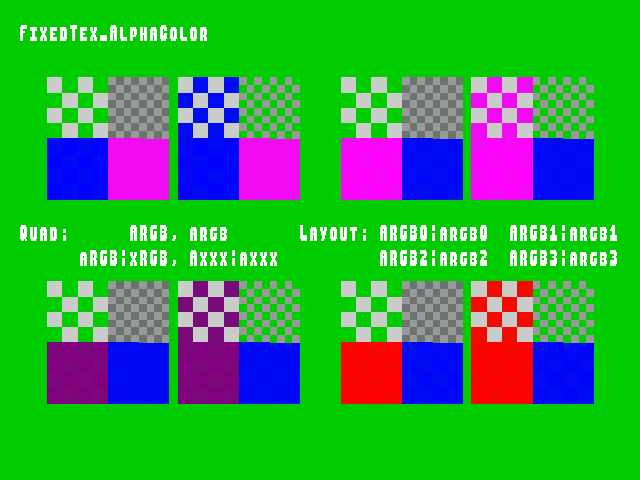 FixedTex_AlphaColor
Quad: ARGB, argb Layout: ARGB0¦argb0 ARGB1¦argb1
aRGB¦xRGB, Axxx¦axxx ARGB2¦argb2 ARGB3¦argb3